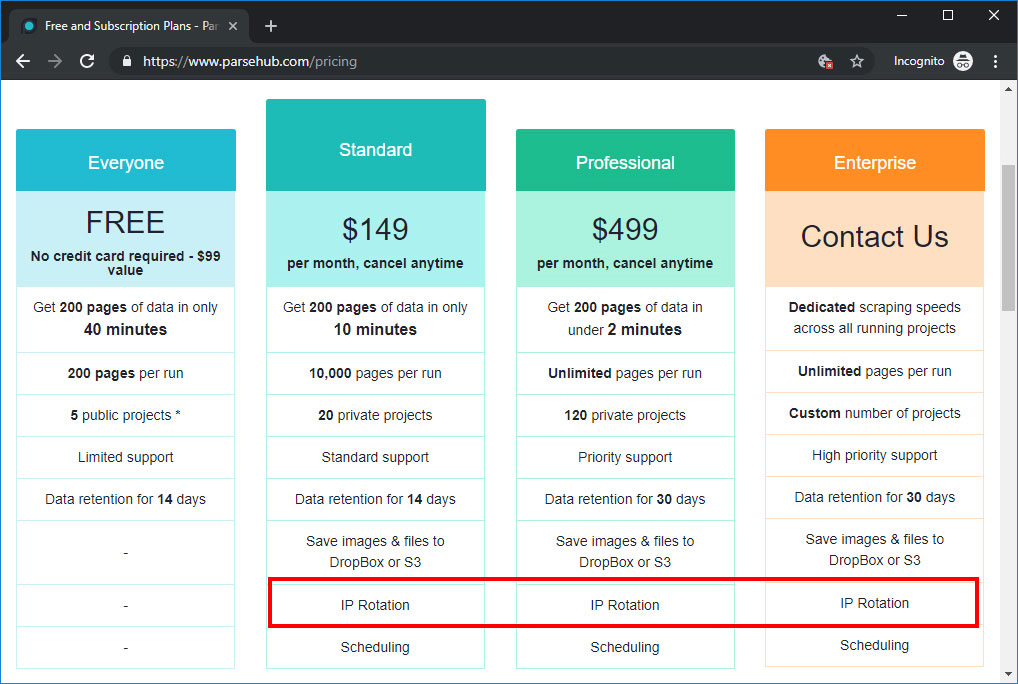 Free and Subscription Plans - Par
https://www.parsehub.com/pricing
Incognito
Everyone
FREE
No credit card required - $99
value
Get 200 pages of data in only
40 minutes
200 pages per run
5 public projects *
Limited support
Data retention for 14 days
-
-
-
Standard
$149
per month, cancel anytime
Get 200 pages of data in only
10 minutes
10,000 pages per run
20 private projects
Standard support
Data retention for 14 days
Save images & files to
DropBox or S3
IP Rotation
Scheduling
Professional
$499
per month, cancel anytime
Get 200 pages of data in
under 2 minutes
Unlimited pages per run
120 private projects
Priority support
Data retention for 30 days
Save images & files to
DropBox or S3
IP Rotation
Scheduling
Enterprise
Contact Us
Dedicated scraping speeds
across all running projects
Unlimited pages per run
Custom number of projects
High priority support
Data retention for 30 days
Save images & files to
DropBox or S3
IP Rotation
Scheduling